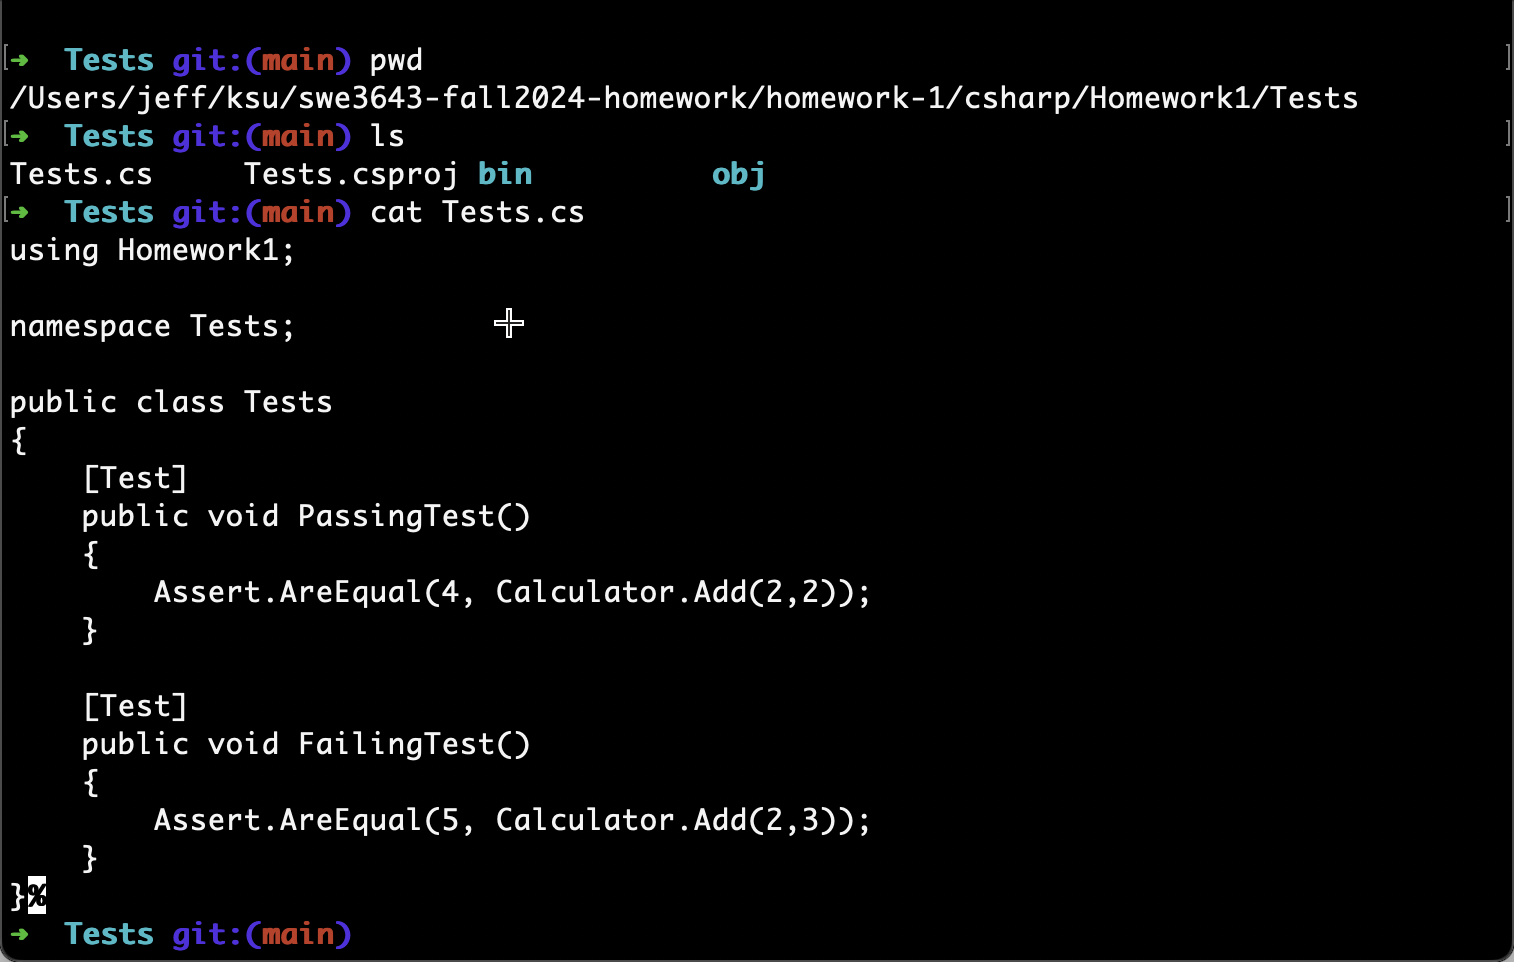 ➜  Tests git:(main) pwd
/Users/jeff/ksu/swe3643-fall2024-homework/homework-1/csharp/Homework1/Tests
➜  Tests git:(main) ls
Tests.cs     Tests.csproj bin          obj
➜  Tests git:(main) cat Tests.cs
using Homework1;

namespace Tests;

public class Tests
{
    [Test]
    public void PassingTest()
    {
        Assert.AreEqual(4, Calculator.Add(2,2));
    }

    [Test]
    public void FailingTest()
    {
        Assert.AreEqual(5, Calculator.Add(2,3));
    }
}%
➜  Tests git:(main)